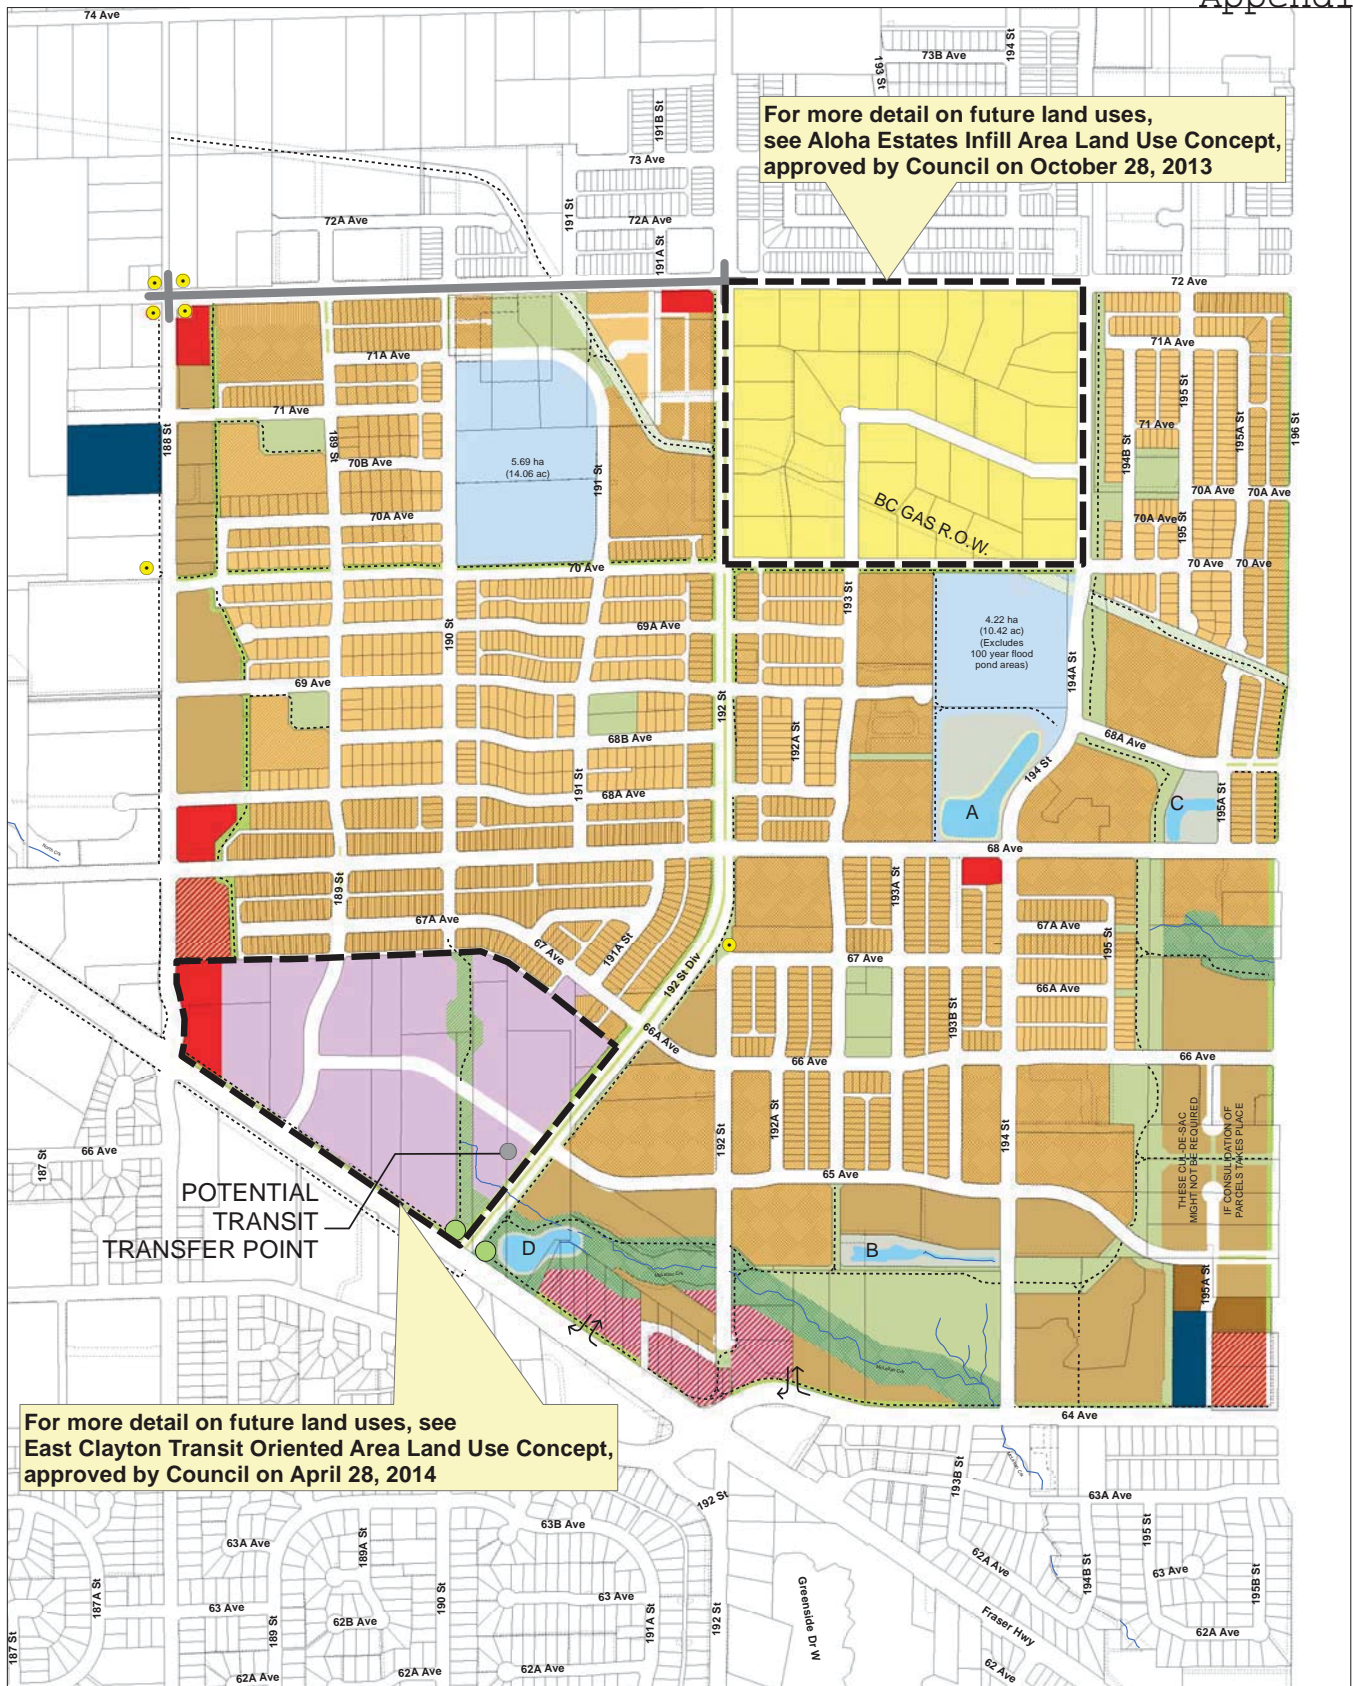 Appendi
74 Ave
73B Ave
193 St
194 St
191B St
For more detail on future land uses,
see Aloha Estates Infill Area Land Use Concept,
approved by Council on October 28, 2013
73 Ave
191 St
72A Ave
72A Ave
191A St
72 Ave
71A Ave
71A Ave
195 St
71 Ave
188 St
189 St
70B Ave
5.69 ha
(14.06 ac)
191 St
71 Ave
194B St
195A St
196 St
70A Ave
70A Ave
70A Ave
70A Ave
195 St
BC GAS R.O.W.
70 Ave
70 Ave
70 Ave
193 St
190 St
69A Ave
4.22 ha
(10.42 ac)
(Excludes
100 year flood
pond areas)
194A St
69 Ave
192 St
68B Ave
192A St
68A Ave
194 St
191 St
68A Ave
A
C
195A St
North Crk
68 Ave
189 St
193A St
67A Ave
67 Ave
191A St
67A Ave
195 St
192 St Div
67 Ave
66A Ave
193B St
66A Ave
66 Ave
66 Ave
187 St
66 Ave
192 St
192A St
194 St
THESE CUL-DE-SAC
MIGHT NOT BE REQUIRED
IF CONSULIDATION OF
PARCELS TAKES PLACE
65 Ave
POTENTIAL
TRANSIT
TRANSFER POINT
D
B
195A St
McLellan Crk
McLellan Crk
For more detail on future land uses, see
East Clayton Transit Oriented Area Land Use Concept,
approved by Council on April 28, 2014
64 Ave
193B St
McLellan Crk
192 St
63A Ave
63B Ave
63A Ave
189A St
195 St
62A Ave
194B St
63 Ave
195B St
187A St
190 St
63 Ave
191A St
192 St
Greenside Dr W
63 Ave
189 St
62B Ave
Fraser Hwy
62A Ave
187 St
62A Ave
62A Ave
62A Ave
62 Ave